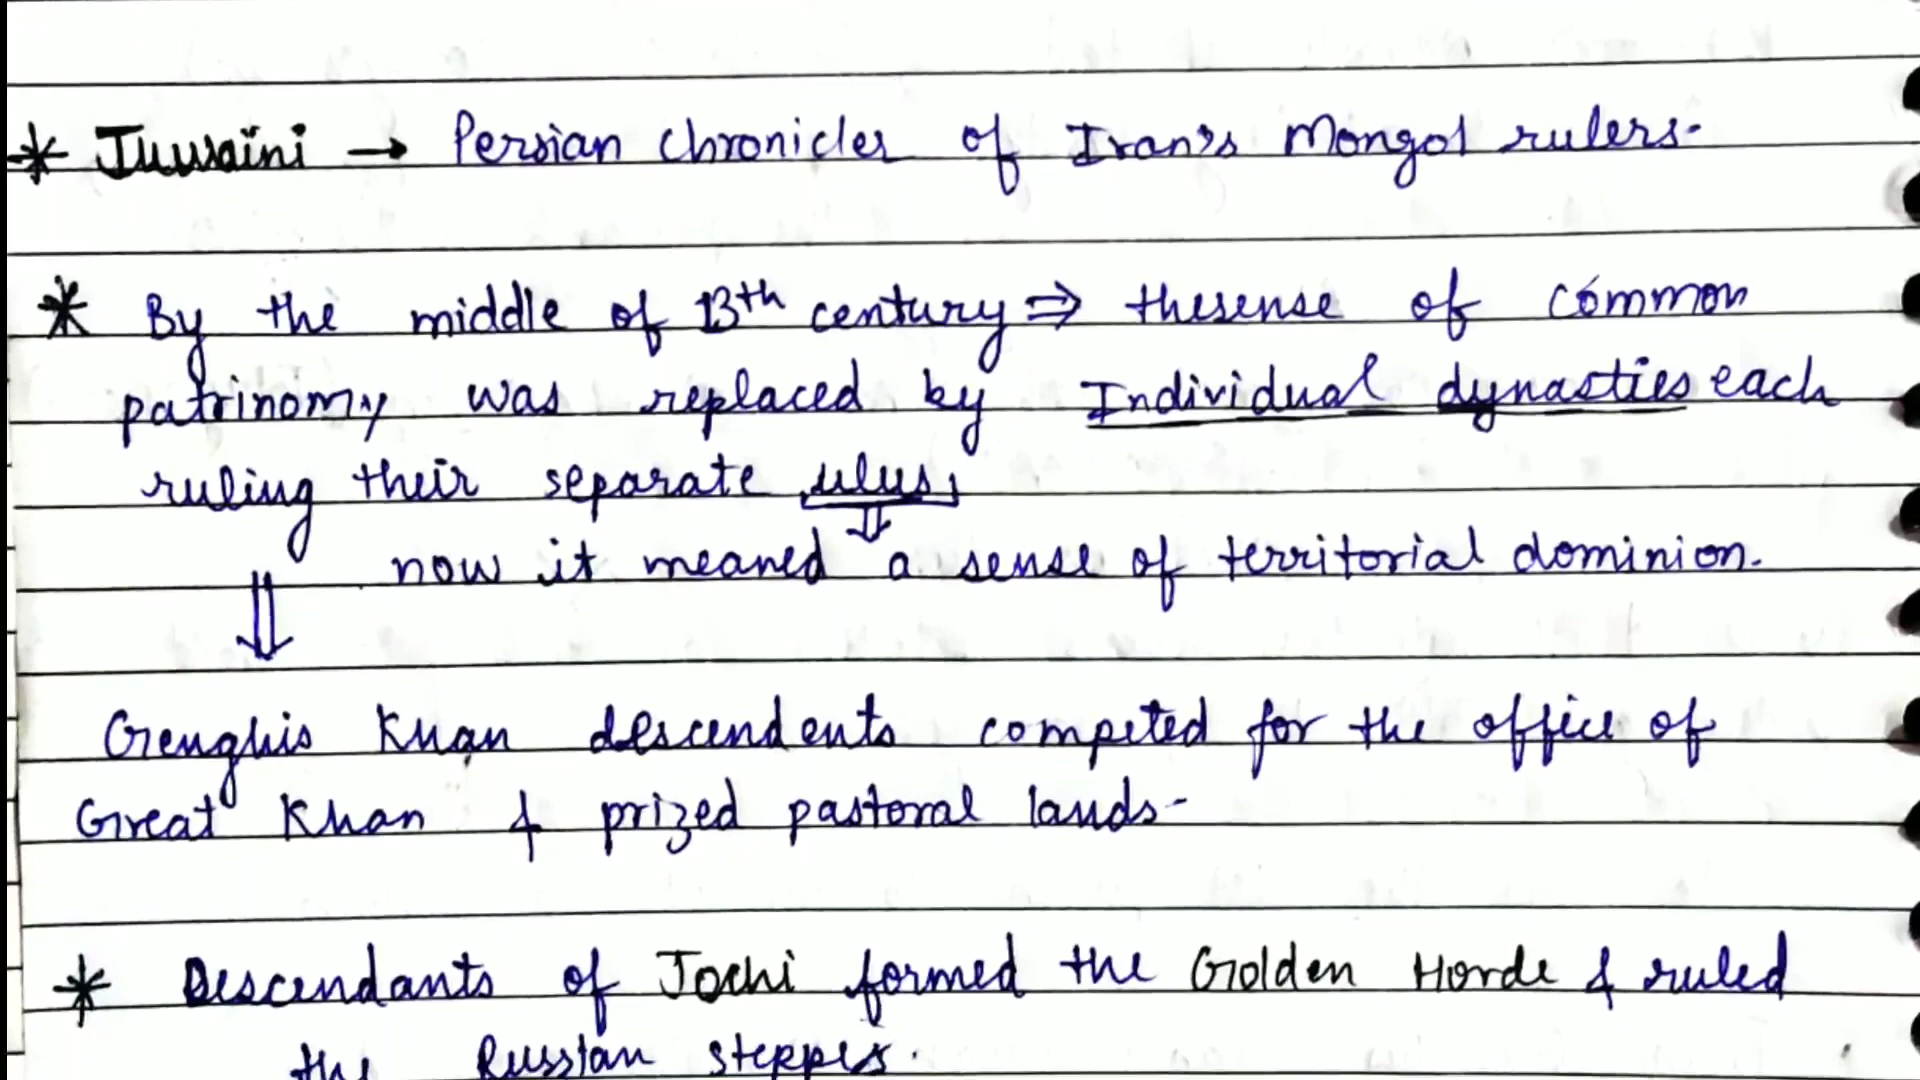 * Juwaini → Persian chronicler of Iran's Mongol rulers.
* By the middle of 13th century ⇒ the sense of common
patrinomy was replaced by Individual dynasties each
ruling their separate ulus,
⇓
now it meaned a sense of territorial dominion.
⇓
Genghis Khan descendents competed for the office of
Great Khan & prized pastoral lands.
* Descendants of Jochi formed the Golden Horde & ruled
the Russian steppes.